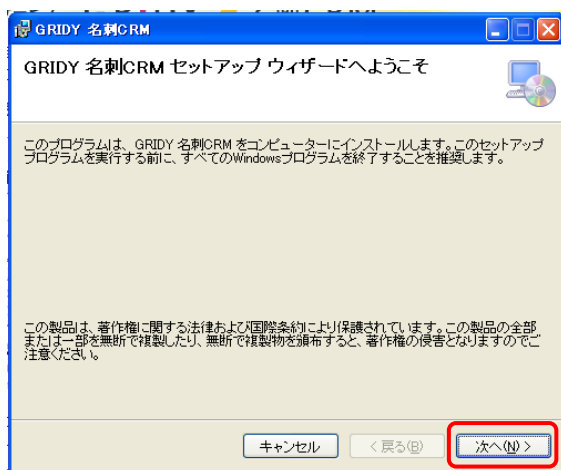 GRIDY 名刺CRM
GRIDY 名刺CRM セットアップ ウィザードへようこそ
このプログラムは、GRIDY 名刺CRM をコンピューターにインストールします。このセットアップ
プログラムを実行する前に、すべてのWindowsプログラムを終了することを推奨します。
この製品は、著作権に関する法律および国際条約により保護されています。この製品の全部
または一部を無断で複製したり、無断で複製物を頒布すると、著作権の侵害となりますのでご
注意ください。
キャンセル
< 戻る(B)
次へ(N) >